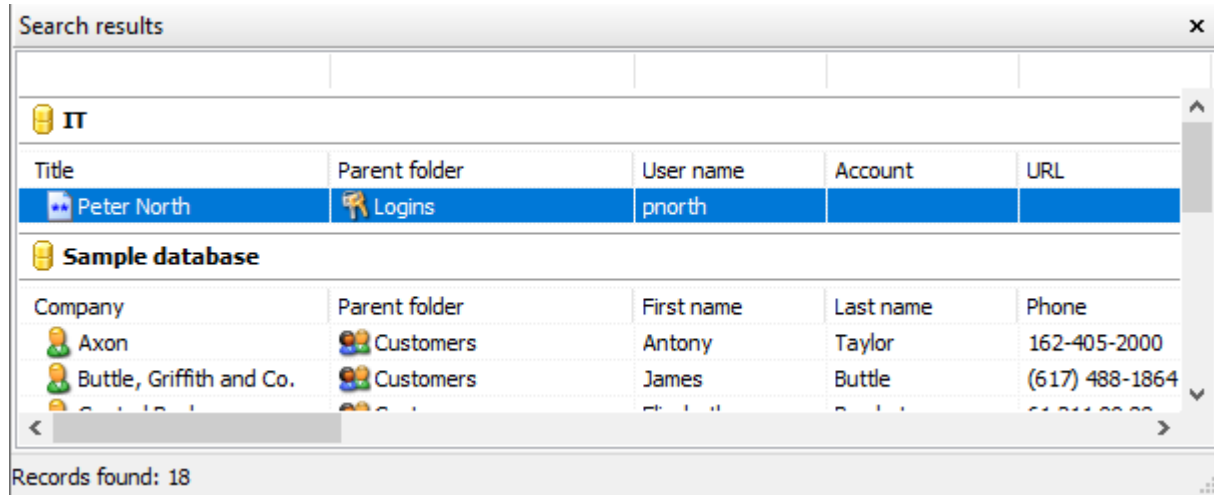 Search results
IT
Title Parent folder User name Account URL
Peter North Logins pnorth
Sample database
Company Parent folder First name Last name Phone
Axon Customers Antony Taylor 162-405-2000
Buttle, Griffith and Co. Customers James Buttle (617) 488-1864
Records found: 18